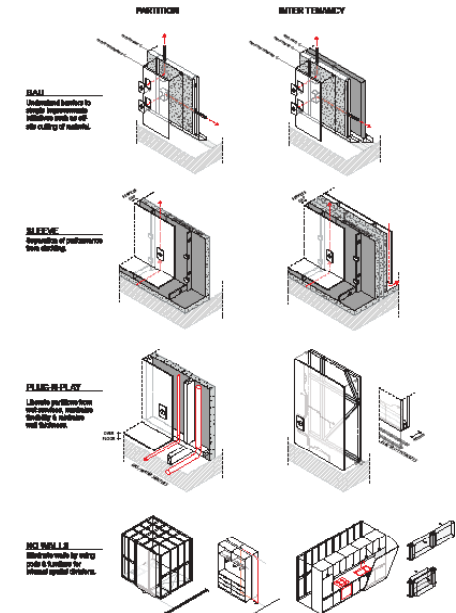 PARTITION
INTER TENANCY
BAU
Understand barriers to
simple improvements
initiatives such as off-
site cutting of material.
SLEEVE
Separation of performance
from cladding.
PLUG-N-PLAY
Liberate partitions from
wet services, maximise
flexibility & minimise
wall thickness.
OVER
FLOOR
NO WALLS
Eliminate walls by using
pods & furniture for
internal spatial divisions.